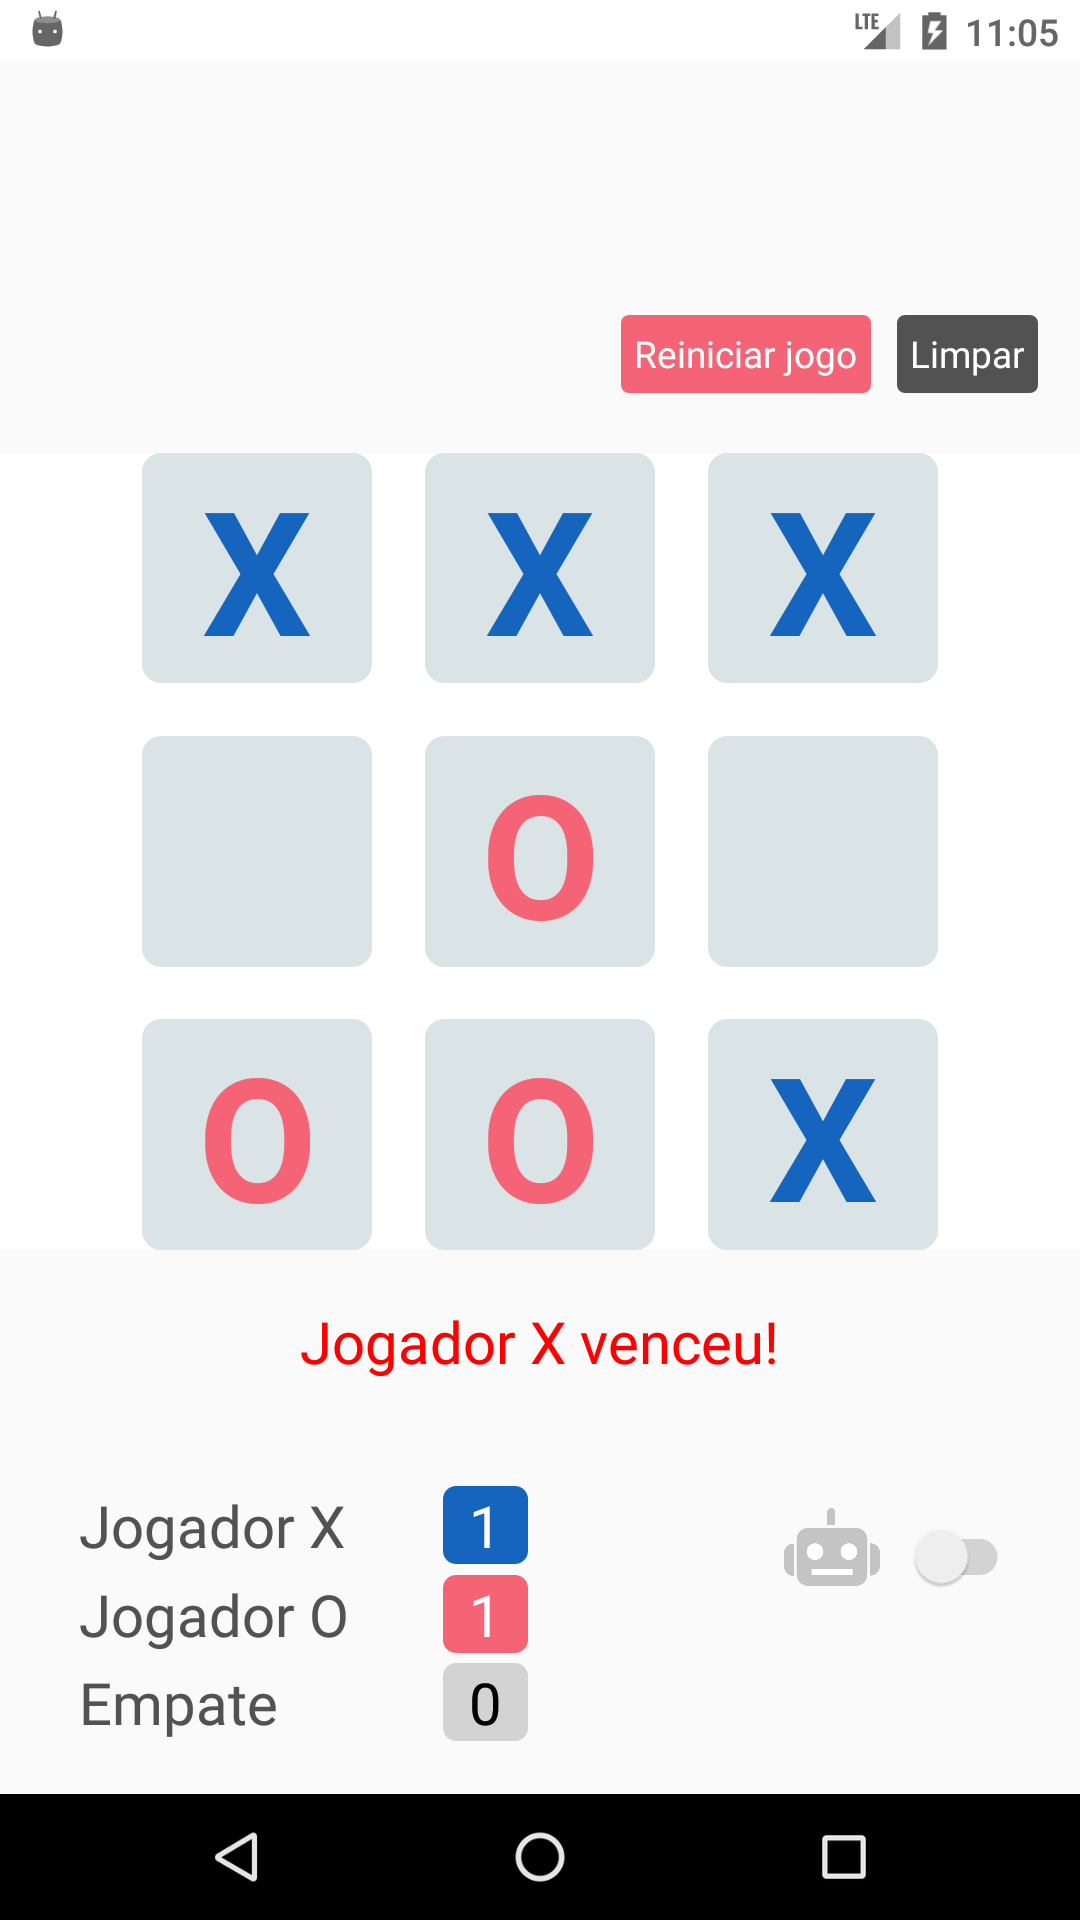 LTE 11:05
Reiniciar jogo Limpar
X X X
O
O O X
Jogador X venceu!
Jogador X 1
Jogador O 1
Empate 0